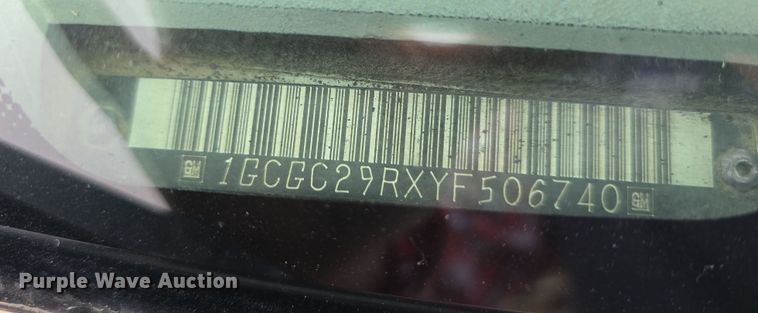 GM 1GCGC29RXYF506740 GM
Purple Wave Auction